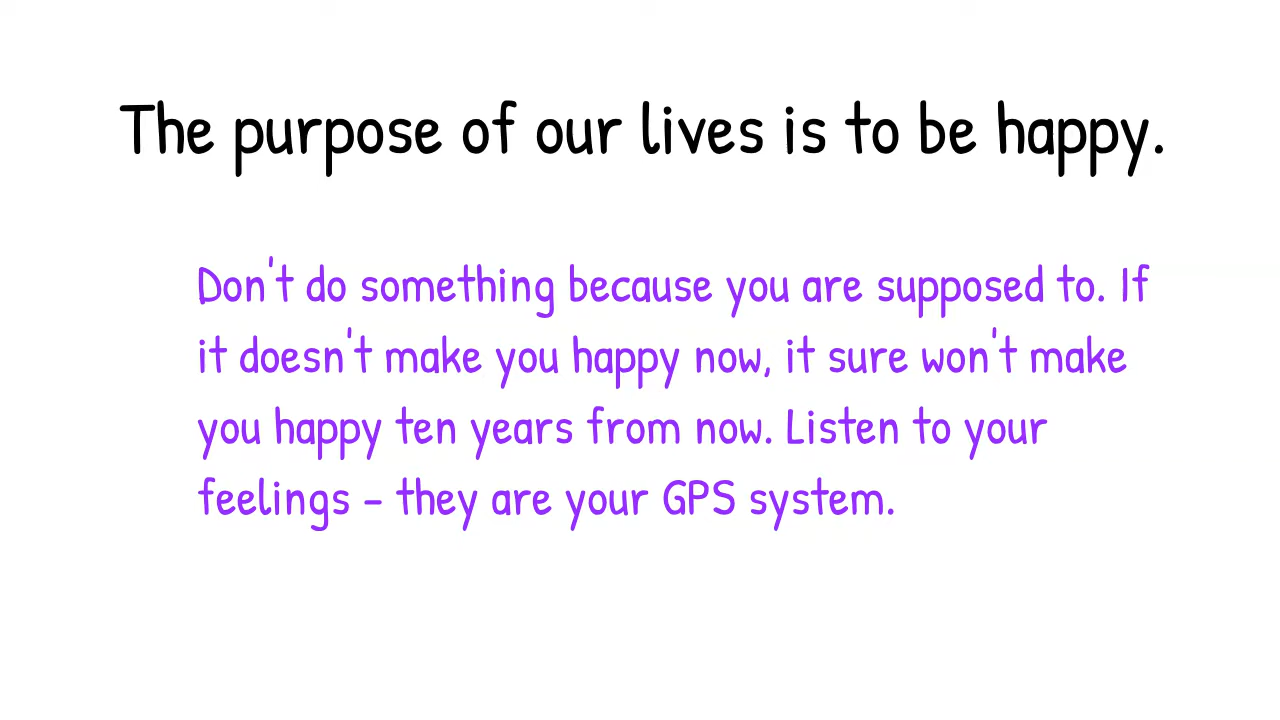 The purpose of our lives is to be happy.
Don't do something because you are supposed to. If
it doesn't make you happy now, it sure won't make
you happy ten years from now. Listen to your
feelings – they are your GPS system.